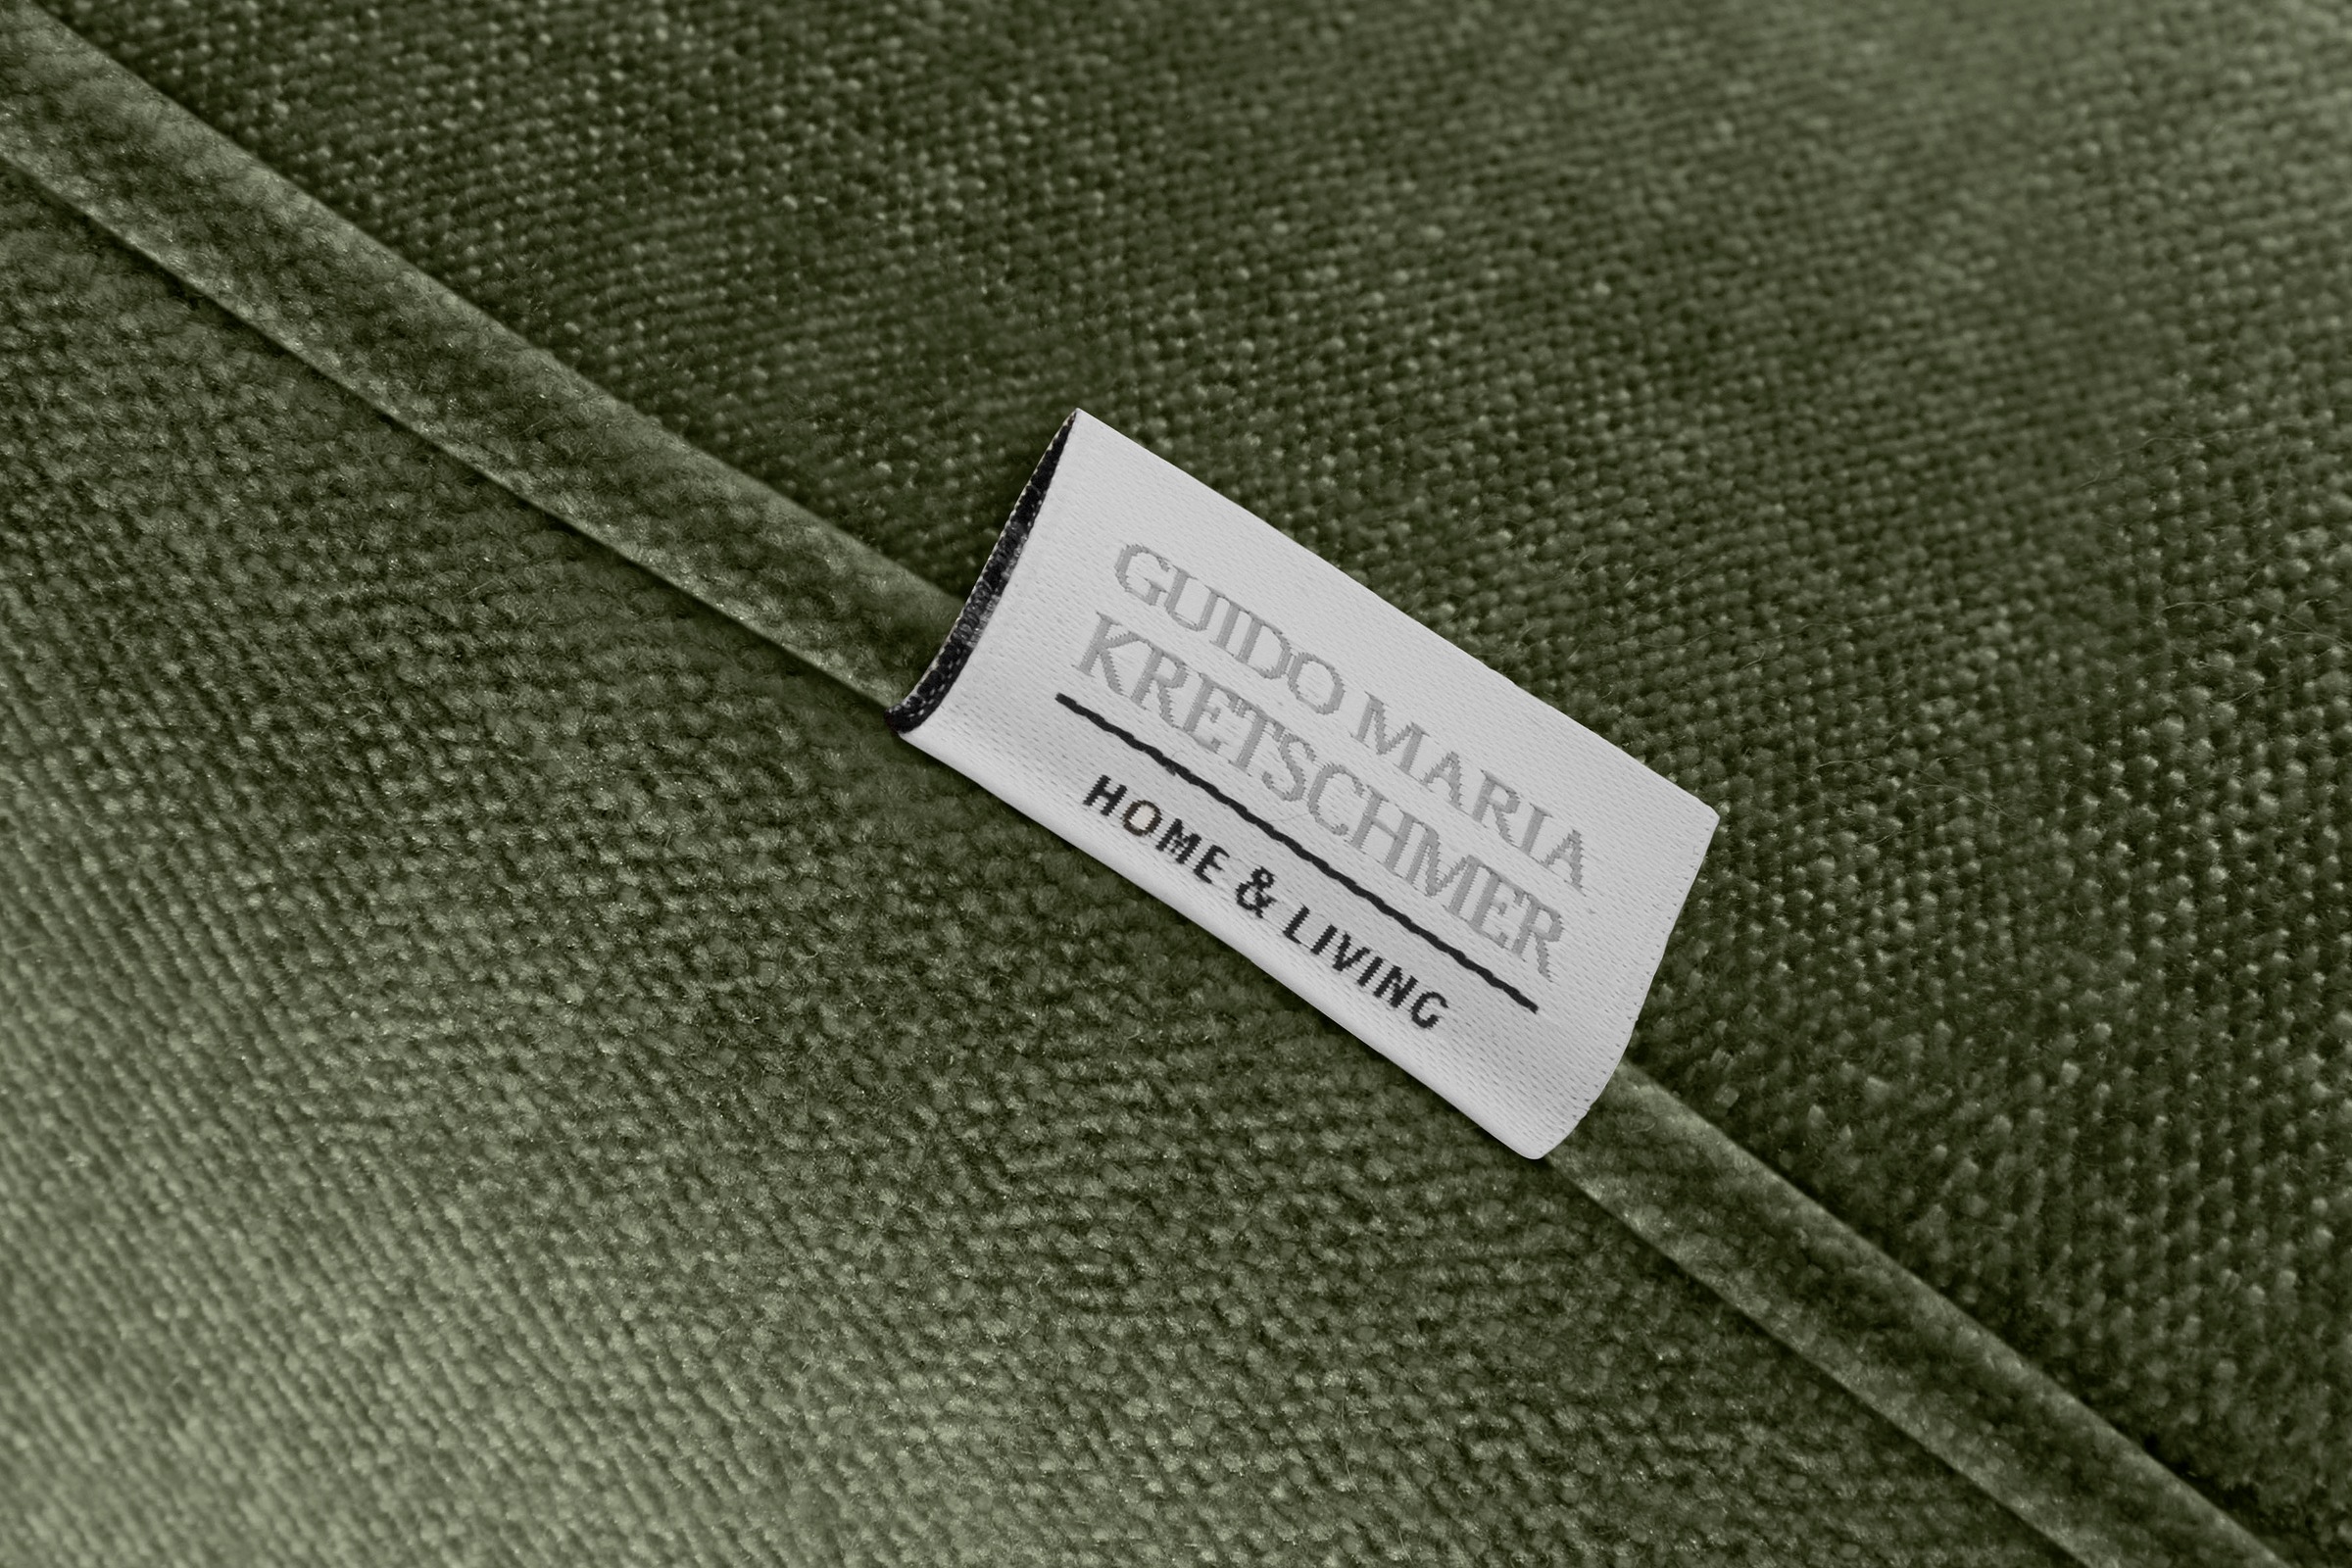 GUIDO MARIA
KRETSCHMER
HOME & LIVING